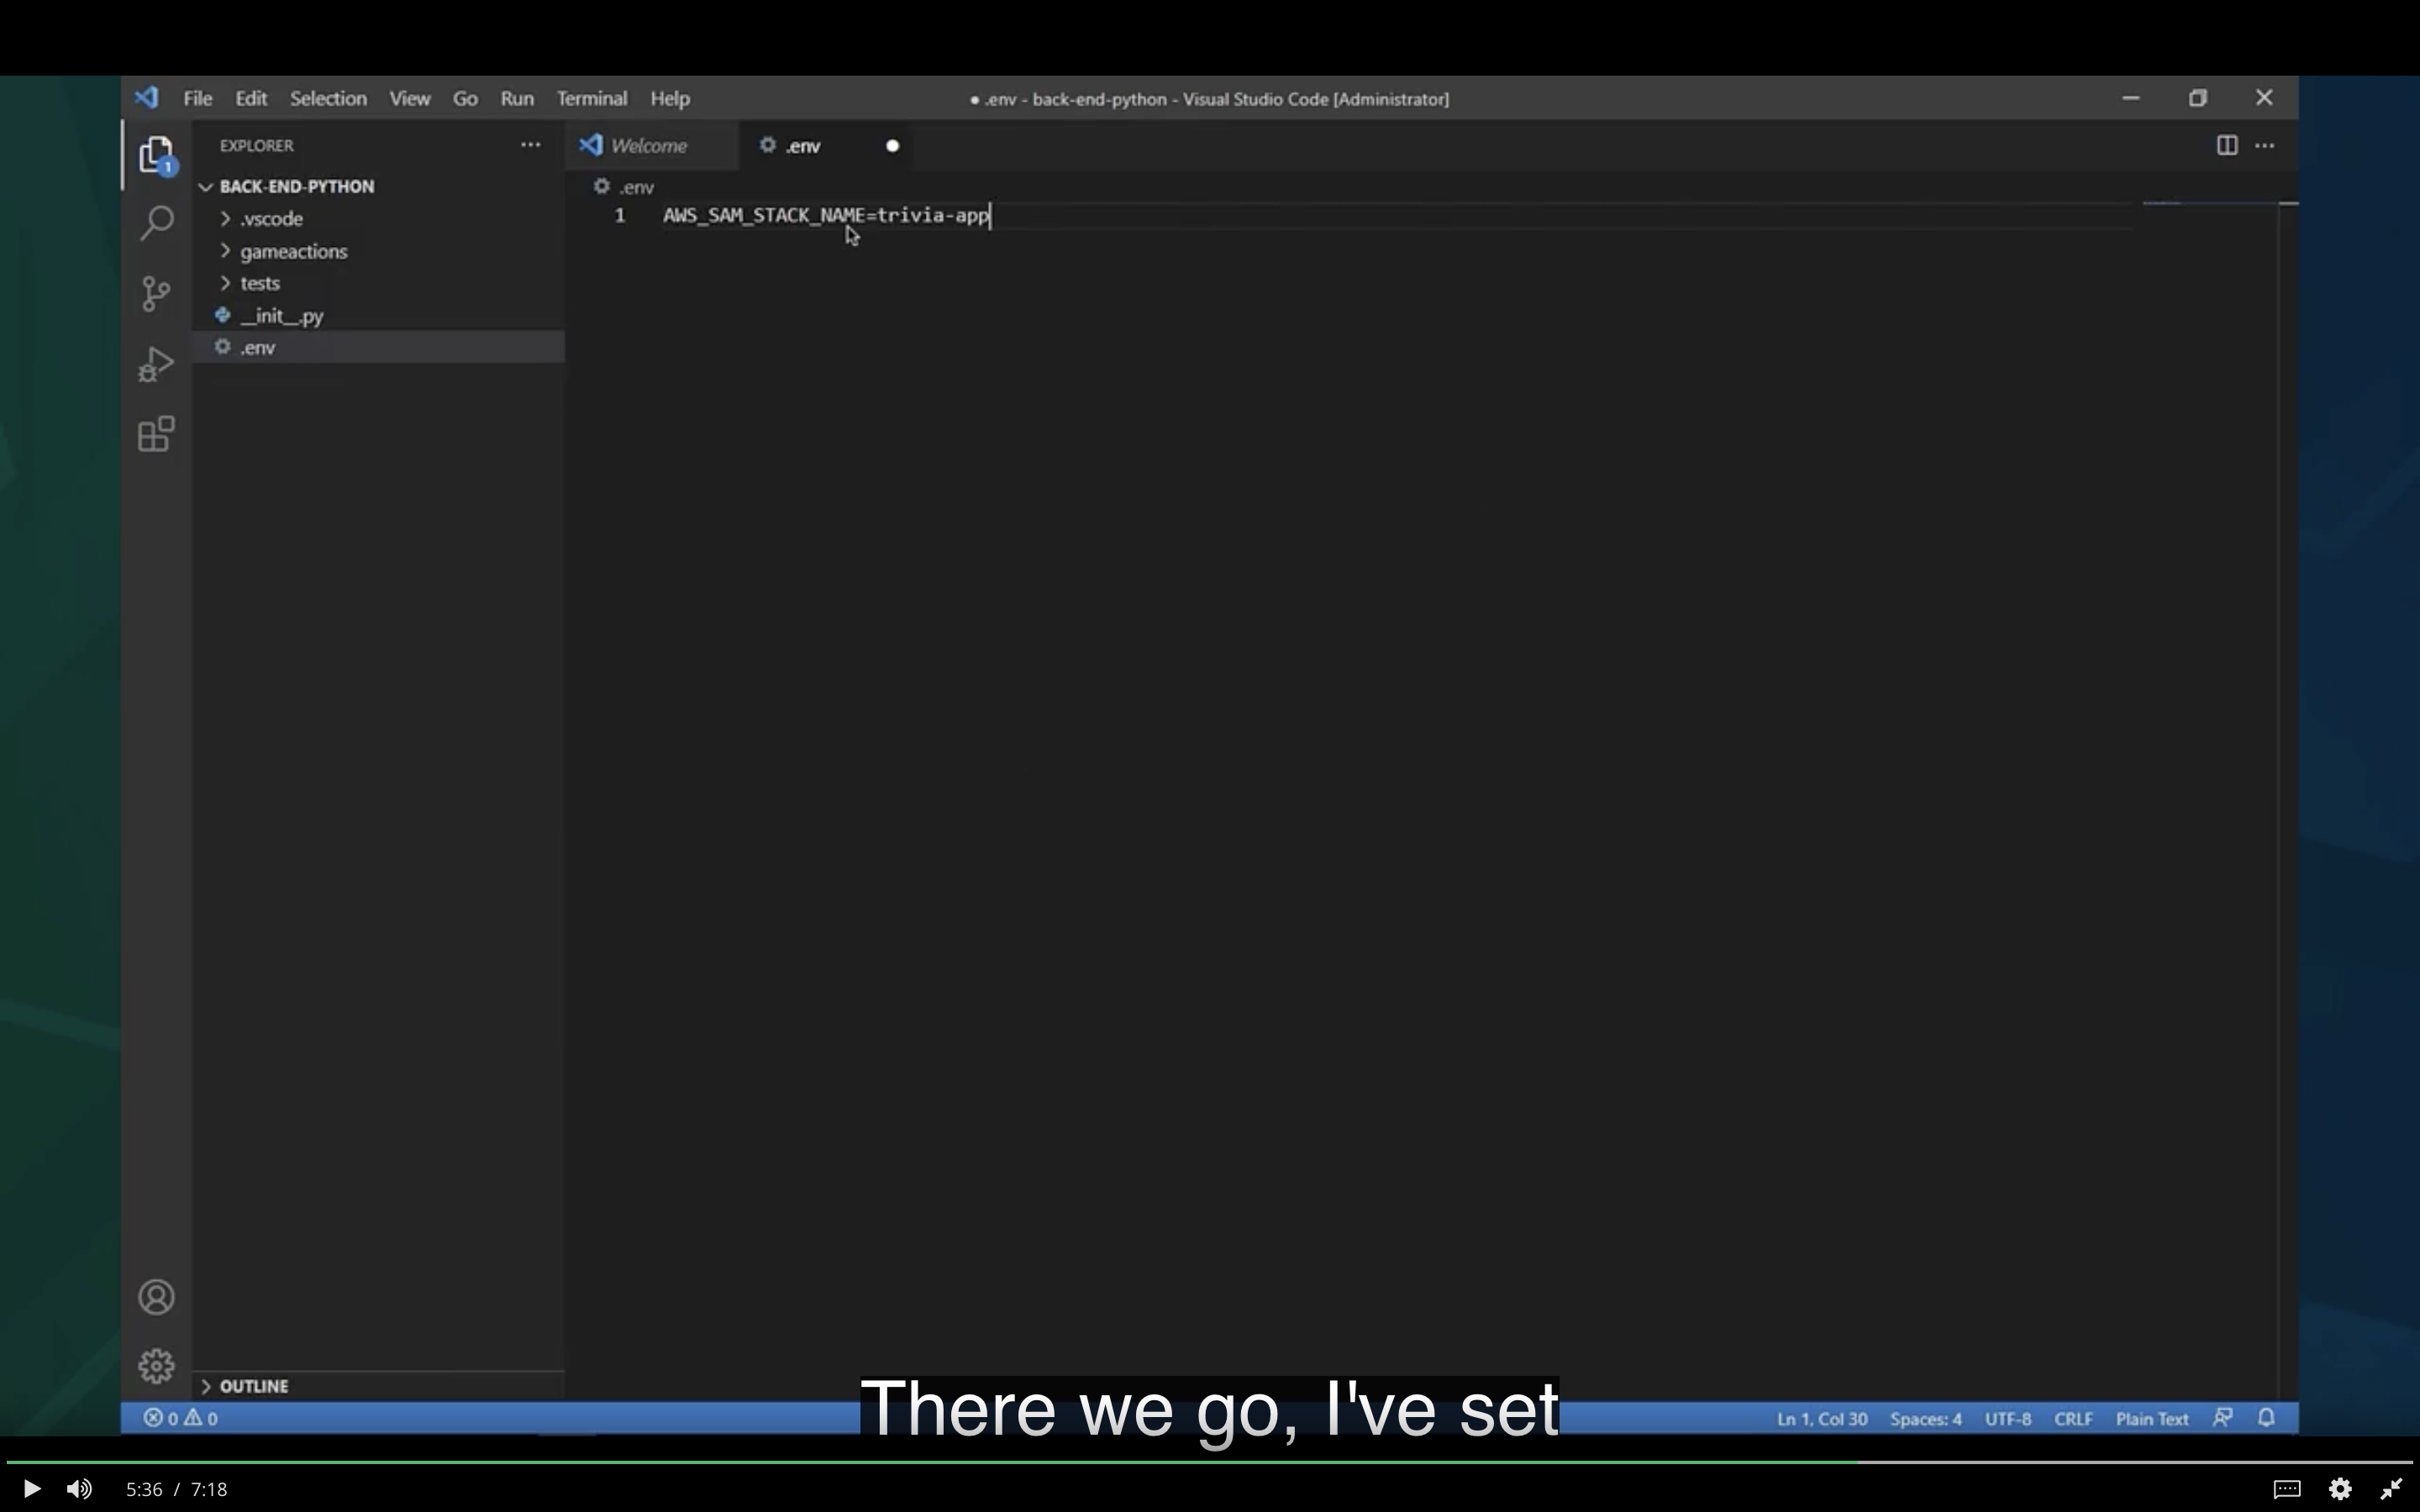 File Edit Selection View Go Run Terminal Help
● .env - back-end-python - Visual Studio Code [Administrator]
EXPLORER
Welcome
.env
1
BACK-END-PYTHON
.env
.vscode
1 AWS_SAM_STACK_NAME=trivia-app
gameactions
tests
__init__.py
.env
OUTLINE
There we go, I've set
0 0
Ln 1, Col 30 Spaces: 4 UTF-8 CRLF Plain Text
5:36 / 7:18